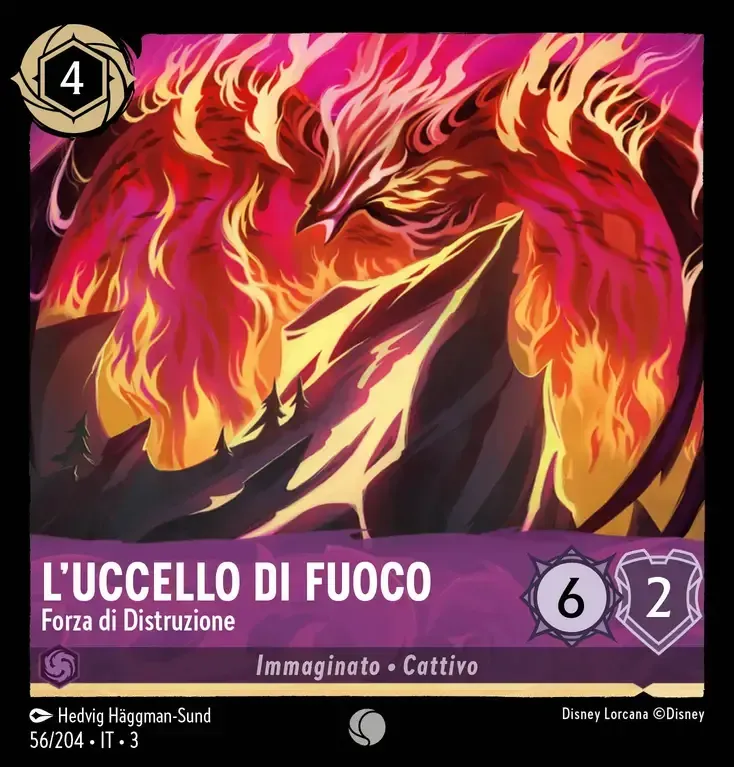 4
L'UCCELLO DI FUOCO
Forza di Distruzione
6
2
Immaginato • Cattivo
Hedvig Häggman-Sund
Disney Lorcana ©Disney
56/204 • IT • 3